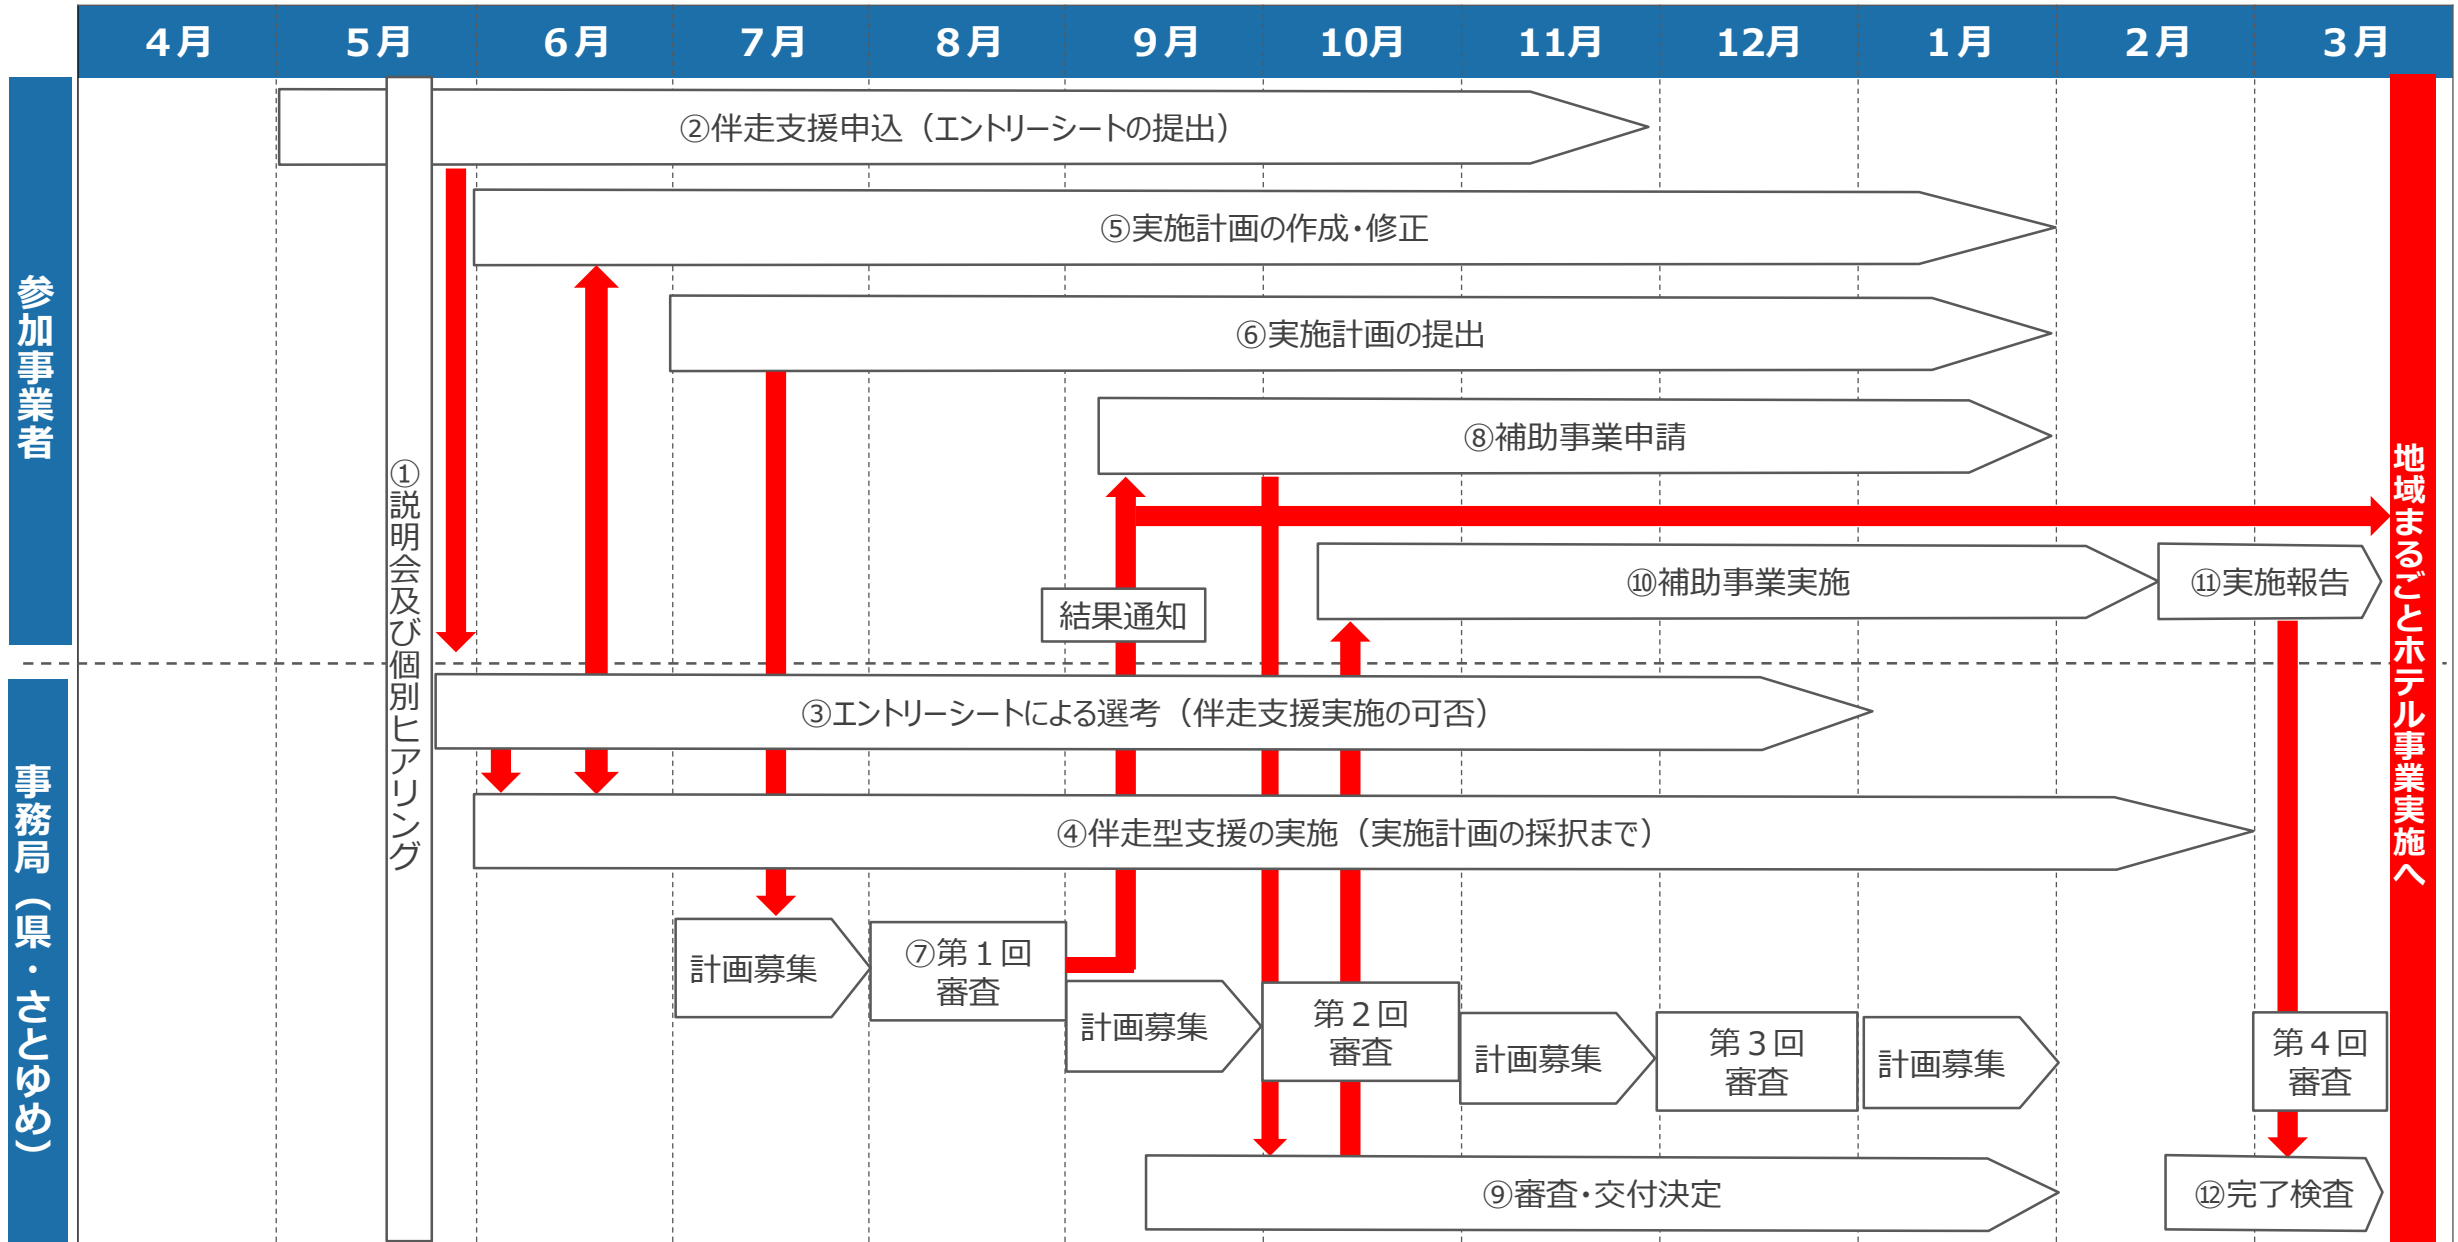 ４月
５月
６月
７月
８月
９月
10月
11月
12月
１月
２月
３月
参加事業者
②伴走支援申込（エントリーシートの提出）
⑤実施計画の作成・修正
⑥実施計画の提出
⑧補助事業申請
結果通知
⑩補助事業実施
⑪実施報告
①説明会及び個別ヒアリング
地域まるごとホテル事業実施へ
事務局（県・さとゆめ）
③エントリーシートによる選考（伴走支援実施の可否）
④伴走型支援の実施（実施計画の採択まで）
計画募集
⑦第１回
審査
計画募集
第２回
審査
計画募集
第３回
審査
計画募集
第４回
審査
⑨審査・交付決定
⑫完了検査